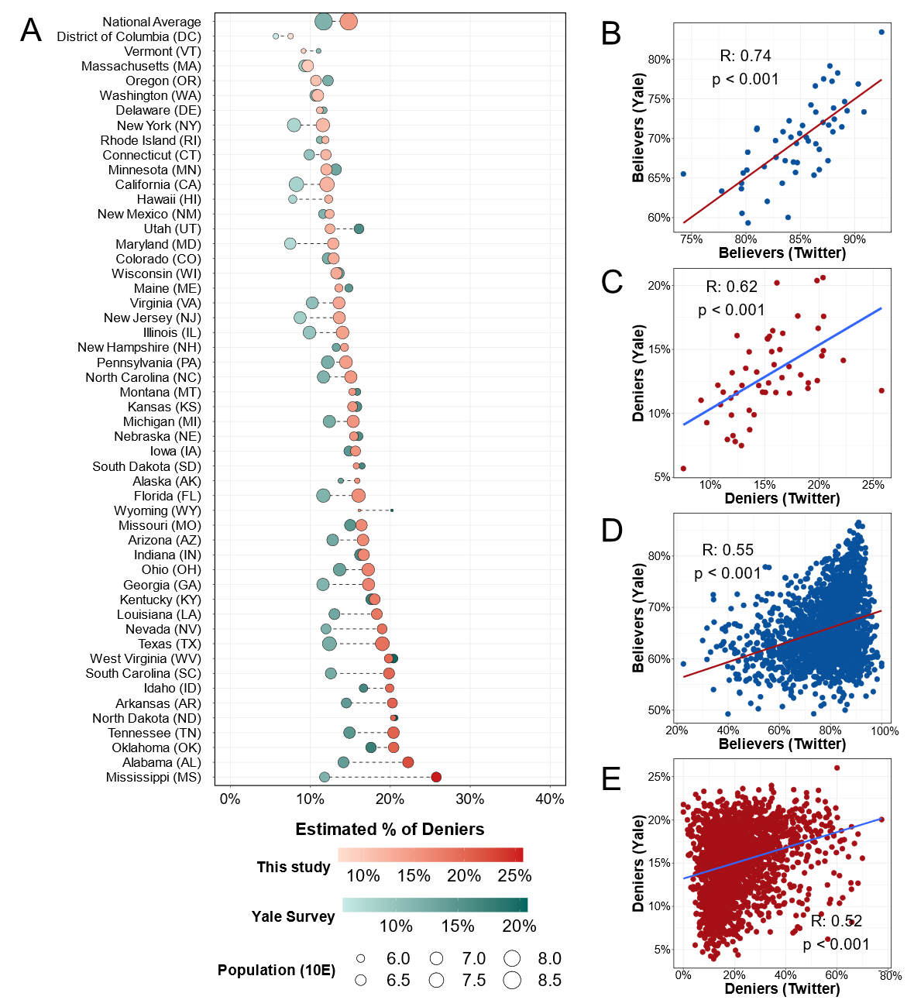 A
National Average
District of Columbia (DC)
Vermont (VT)
Massachusetts (MA)
Oregon (OR)
Washington (WA)
Delaware (DE)
New York (NY)
Rhode Island (RI)
Connecticut (CT)
Minnesota (MN)
California (CA)
Hawaii (HI)
New Mexico (NM)
Utah (UT)
Maryland (MD)
Colorado (CO)
Wisconsin (WI)
Maine (ME)
Virginia (VA)
New Jersey (NJ)
Illinois (IL)
New Hampshire (NH)
Pennsylvania (PA)
North Carolina (NC)
Montana (MT)
Kansas (KS)
Michigan (MI)
Nebraska (NE)
Iowa (IA)
South Dakota (SD)
Alaska (AK)
Florida (FL)
Wyoming (WY)
Missouri (MO)
Arizona (AZ)
Indiana (IN)
Ohio (OH)
Georgia (GA)
Kentucky (KY)
Louisiana (LA)
Nevada (NV)
Texas (TX)
West Virginia (WV)
South Carolina (SC)
Idaho (ID)
Arkansas (AR)
North Dakota (ND)
Tennessee (TN)
Oklahoma (OK)
Alabama (AL)
Mississippi (MS)
0% 10% 20% 30% 40%
Estimated % of Deniers
This study
10% 15% 20% 25%
Yale Survey
10% 15% 20%
Population (10E)
6.0 7.0 8.0
6.5 7.5 8.5
B
R: 0.74
p < 0.001
Believers (Yale)
80%
75%
70%
65%
60%
75% 80% 85% 90%
Believers (Twitter)
C
R: 0.62
p < 0.001
Deniers (Yale)
20%
15%
10%
5%
10% 15% 20% 25%
Deniers (Twitter)
D
R: 0.55
p < 0.001
Believers (Yale)
80%
70%
60%
50%
20% 40% 60% 80% 100%
Believers (Twitter)
E
Deniers (Yale)
25%
20%
15%
10%
5%
R: 0.52
p < 0.001
0% 20% 40% 60% 80%
Deniers (Twitter)